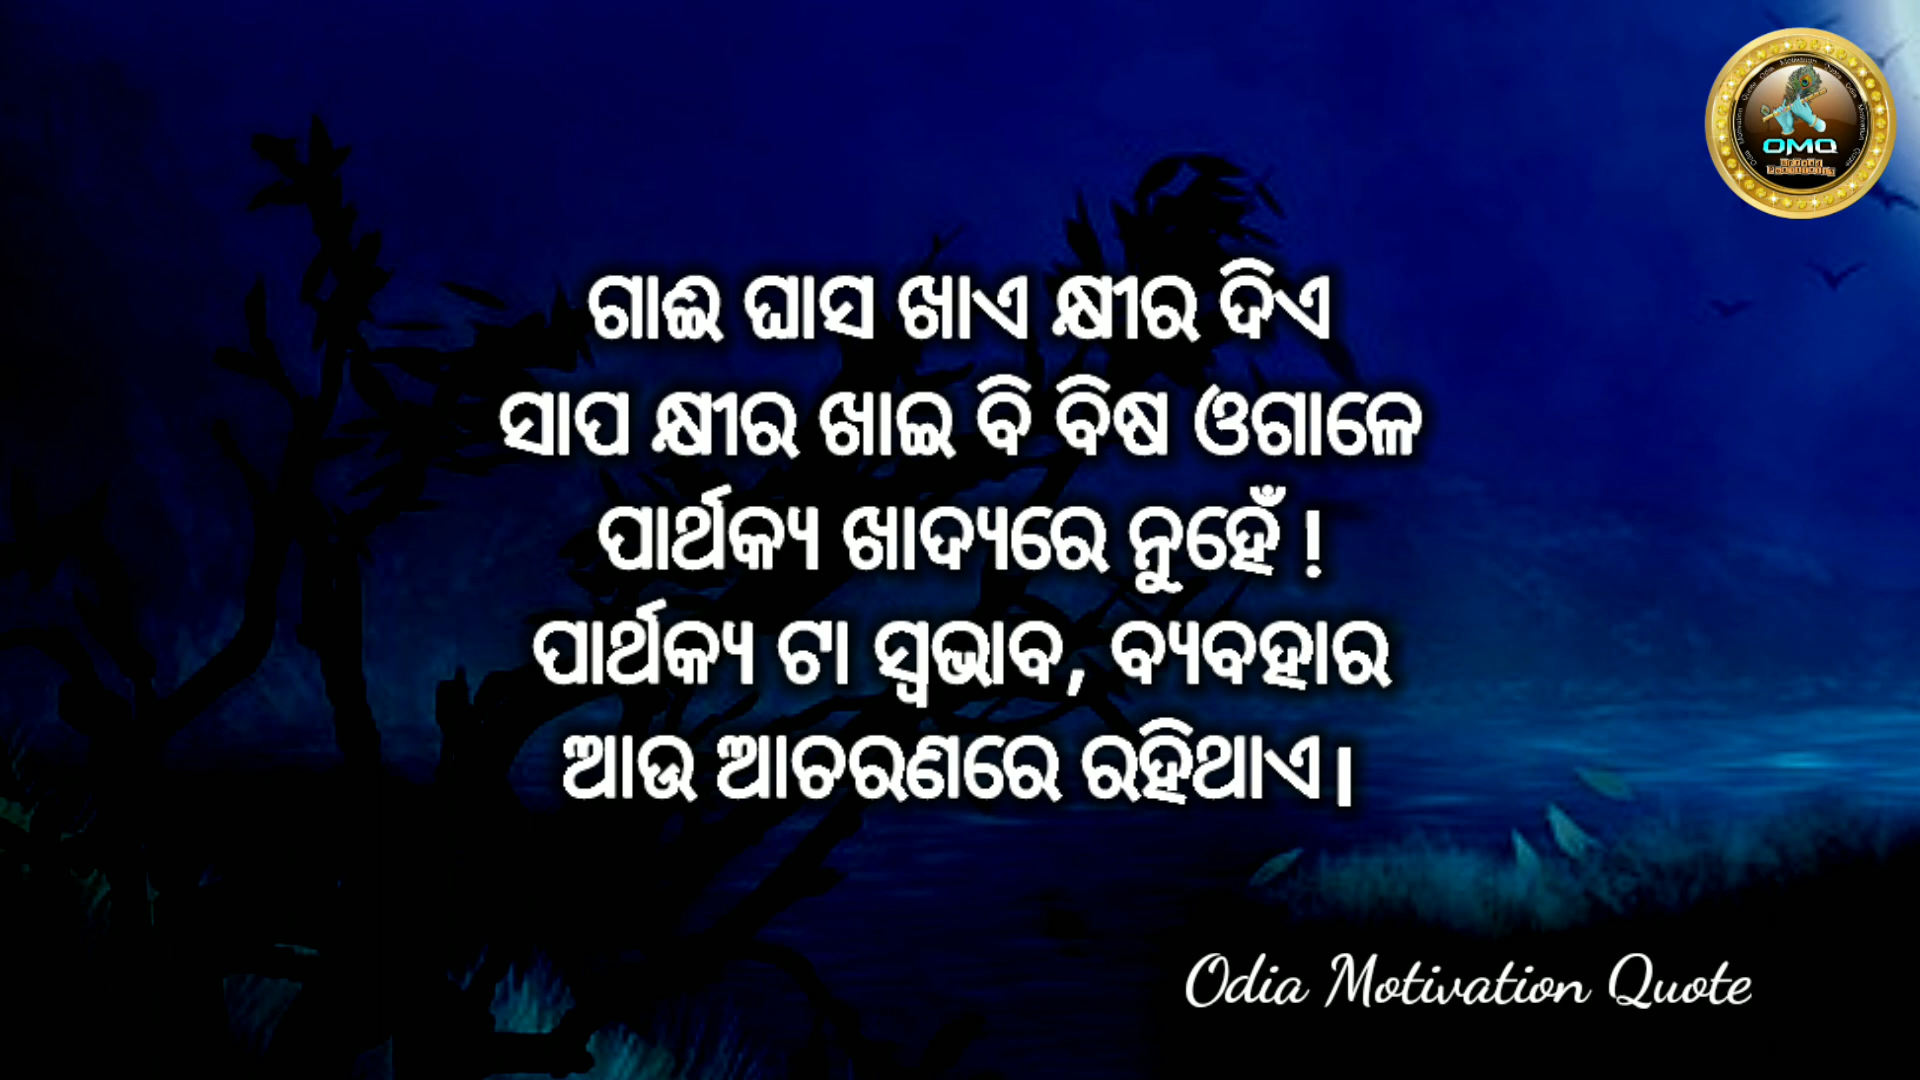 ଗାଈ ଘାସ ଖାଏ କ୍ଷୀର ଦିଏ
ସାପ କ୍ଷୀର ଖାଇ ବି ବିଷ ଓଗାଳେ
ପାର୍ଥକ୍ୟ ଖାଦ୍ୟରେ ନୁହେଁ !
ପାର୍ଥକ୍ୟ ଟା ସ୍ୱଭାବ, ବ୍ୟବହାର
ଆଉ ଆଚରଣରେ ରହିଥାଏ।
Odia Motivation Quote
OMQ